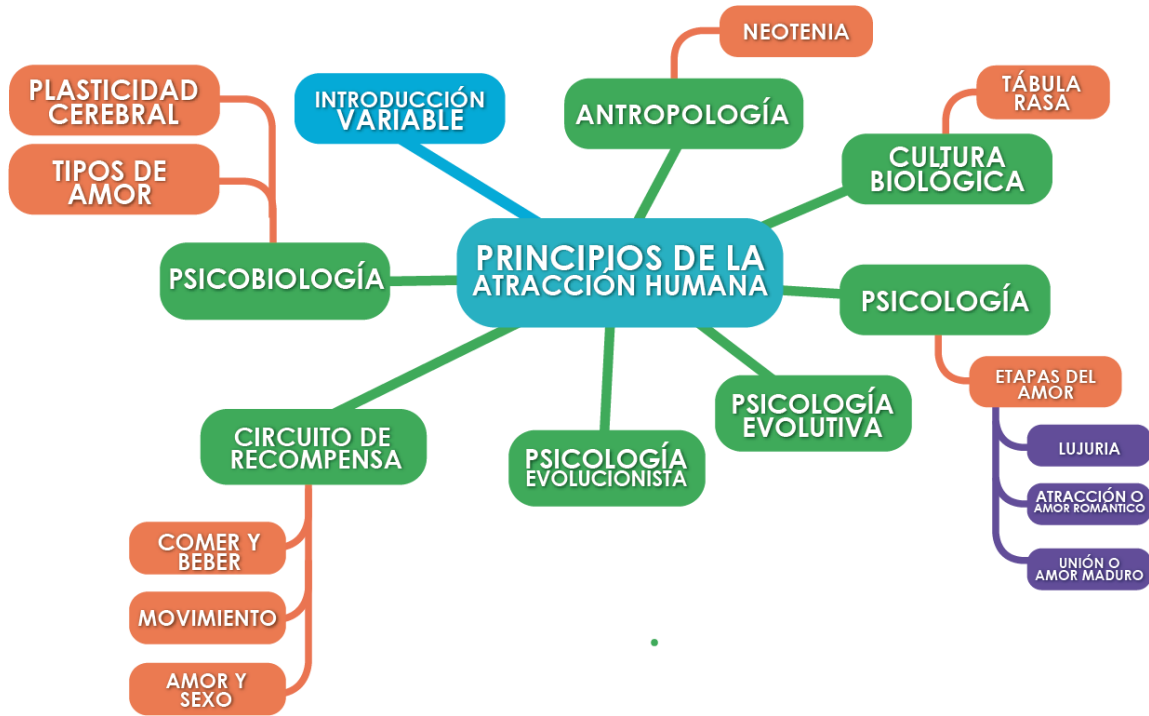 NEOTENIA
PLASTICIDAD
CEREBRAL
INTRODUCCIÓN
VARIABLE
ANTROPOLOGÍA
TÁBULA
RASA
TIPOS DE
AMOR
CULTURA
BIOLÓGICA
PSICOBIOLOGÍA
PRINCIPIOS DE LA
ATRACCIÓN HUMANA
PSICOLOGÍA
ETAPAS DEL
AMOR
PSICOLOGÍA
EVOLUTIVA
CIRCUITO DE
RECOMPENSA
PSICOLOGÍA
EVOLUCIONISTA
LUJURIA
ATRACCIÓN O
AMOR ROMÁNTICO
UNIÓN O
AMOR MADURO
COMER Y
BEBER
MOVIMIENTO
AMOR Y
SEXO